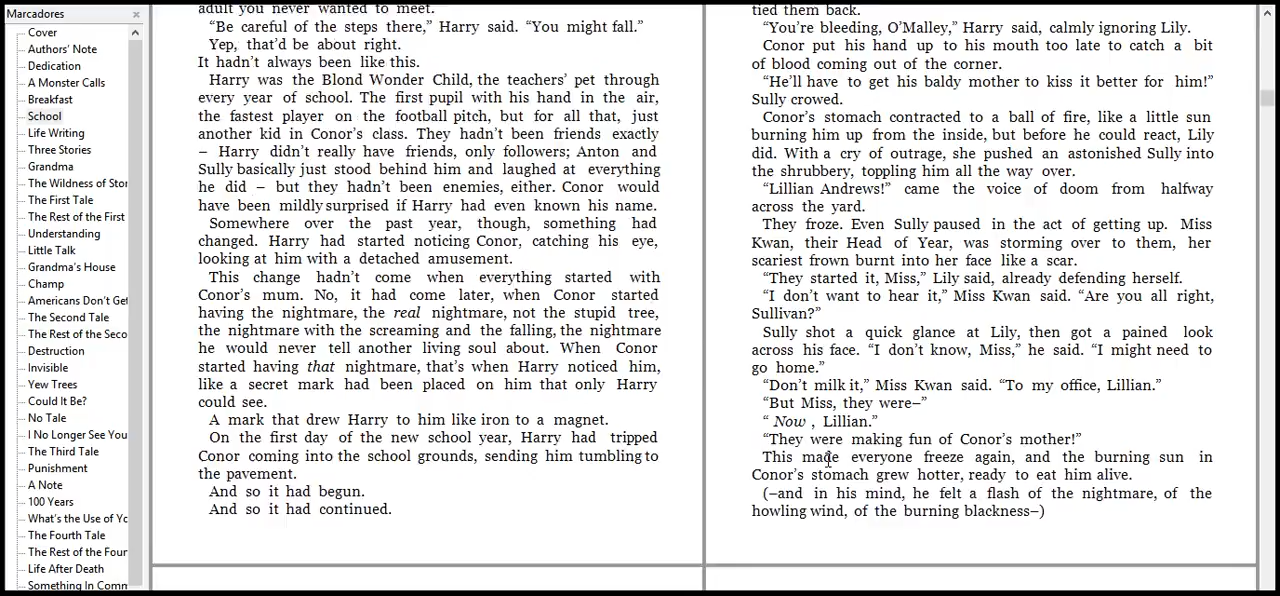 Marcadores
Cover
Authors' Note
Dedication
A Monster Calls
Breakfast
School
Life Writing
Three Stories
Grandma
The Wildness of Stor
The First Tale
The Rest of the First
Understanding
Little Talk
Grandma's House
Champ
Americans Don't Get
The Second Tale
The Rest of the Seco
Destruction
Invisible
Yew Trees
Could It Be?
No Tale
I No Longer See You
The Third Tale
Punishment
A Note
100 Years
What's the Use of Yo
The Fourth Tale
The Rest of the Four
Life After Death
Something In Comm
adult you never wanted to meet.
“Be careful of the steps there,” Harry said. “You might fall.”
Yep, that’d be about right.
It hadn’t always been like this.
Harry was the Blond Wonder Child, the teachers’ pet through
every year of school. The first pupil with his hand in the air,
the fastest player on the football pitch, but for all that, just
another kid in Conor’s class. They hadn’t been friends exactly
– Harry didn’t really have friends, only followers; Anton and
Sully basically just stood behind him and laughed at everything
he did – but they hadn’t been enemies, either. Conor would
have been mildly surprised if Harry had even known his name.
Somewhere over the past year, though, something had
changed. Harry had started noticing Conor, catching his eye,
looking at him with a detached amusement.
This change hadn’t come when everything started with
Conor’s mum. No, it had come later, when Conor started
having the nightmare, the real nightmare, not the stupid tree,
the nightmare with the screaming and the falling, the nightmare
he would never tell another living soul about. When Conor
started having that nightmare, that’s when Harry noticed him,
like a secret mark had been placed on him that only Harry
could see.
A mark that drew Harry to him like iron to a magnet.
On the first day of the new school year, Harry had tripped
Conor coming into the school grounds, sending him tumbling to
the pavement.
And so it had begun.
And so it had continued.
tied them back.
“You’re bleeding, O’Malley,” Harry said, calmly ignoring Lily.
Conor put his hand up to his mouth too late to catch a bit
of blood coming out of the corner.
“He’ll have to get his baldy mother to kiss it better for him!”
Sully crowed.
Conor’s stomach contracted to a ball of fire, like a little sun
burning him up from the inside, but before he could react, Lily
did. With a cry of outrage, she pushed an astonished Sully into
the shrubbery, toppling him all the way over.
“Lillian Andrews!” came the voice of doom from halfway
across the yard.
They froze. Even Sully paused in the act of getting up. Miss
Kwan, their Head of Year, was storming over to them, her
scariest frown burnt into her face like a scar.
“They started it, Miss,” Lily said, already defending herself.
“I don’t want to hear it,” Miss Kwan said. “Are you all right,
Sullivan?”
Sully shot a quick glance at Lily, then got a pained look
across his face. “I don’t know, Miss,” he said. “I might need to
go home.”
“Don’t milk it,” Miss Kwan said. “To my office, Lillian.”
“But Miss, they were–”
“ Now , Lillian.”
“They were making fun of Conor’s mother!”
This made everyone freeze again, and the burning sun in
Conor’s stomach grew hotter, ready to eat him alive.
(–and in his mind, he felt a flash of the nightmare, of the
howling wind, of the burning blackness–)